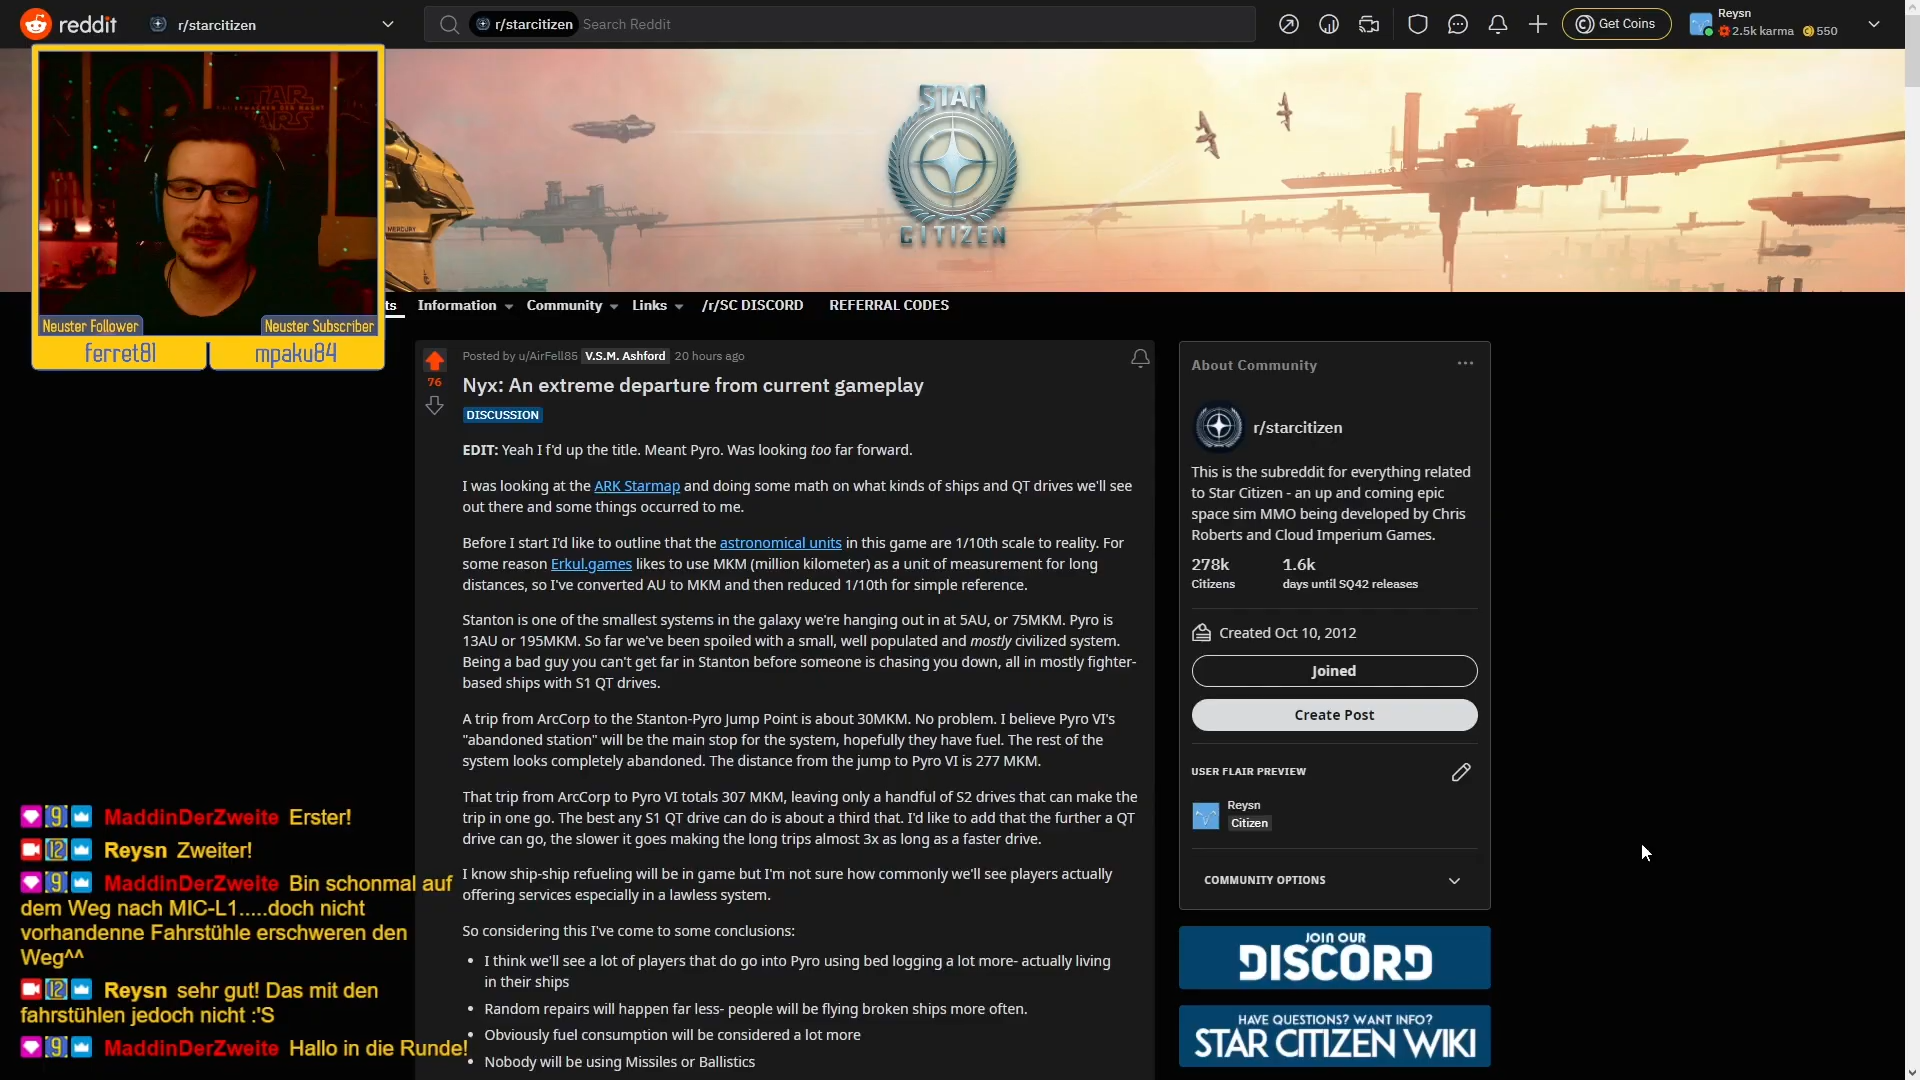 reddit
r/starcitizen
r/starcitizen Search Reddit
Get Coins
Reysn
2.5k karma 550
STAR WARS
STAR
CITIZEN
MERCURY
Neuster Follower
Neuster Subscriber
ferret81
mpaku84
ts
Information
Community
Links
/r/SC DISCORD
REFERRAL CODES
76
Posted by u/AirFell85 V.S.M. Ashford 20 hours ago
Nyx: An extreme departure from current gameplay
DISCUSSION
EDIT: Yeah I f'd up the title. Meant Pyro. Was looking too far forward.
I was looking at the ARK Starmap and doing some math on what kinds of ships and QT drives we'll see
out there and some things occurred to me.
Before I start I'd like to outline that the astronomical units in this game are 1/10th scale to reality. For
some reason Erkul.games likes to use MKM (million kilometer) as a unit of measurement for long
distances, so I've converted AU to MKM and then reduced 1/10th for simple reference.
Stanton is one of the smallest systems in the galaxy we're hanging out in at 5AU, or 75MKM. Pyro is
13AU or 195MKM. So far we've been spoiled with a small, well populated and mostly civilized system.
Being a bad guy you can't get far in Stanton before someone is chasing you down, all in mostly fighter-
based ships with S1 QT drives.
A trip from ArcCorp to the Stanton-Pyro Jump Point is about 30MKM. No problem. I believe Pyro VI's
"abandoned station" will be the main stop for the system, hopefully they have fuel. The rest of the
system looks completely abandoned. The distance from the jump to Pyro VI is 277 MKM.
That trip from ArcCorp to Pyro VI totals 307 MKM, leaving only a handful of S2 drives that can make the
trip in one go. The best any S1 QT drive can do is about a third that. I'd like to add that the further a QT
drive can go, the slower it goes making the long trips almost 3x as long as a faster drive.
I know ship-ship refueling will be in game but I'm not sure how commonly we'll see players actually
offering services especially in a lawless system.
So considering this I've come to some conclusions:
• I think we'll see a lot of players that do go into Pyro using bed logging a lot more- actually living
in their ships
• Random repairs will happen far less- people will be flying broken ships more often.
• Obviously fuel consumption will be considered a lot more
• Nobody will be using Missiles or Ballistics
About Community
r/starcitizen
This is the subreddit for everything related
to Star Citizen - an up and coming epic
space sim MMO being developed by Chris
Roberts and Cloud Imperium Games.
278k
Citizens
1.6k
days until SQ42 releases
Created Oct 10, 2012
Joined
Create Post
USER FLAIR PREVIEW
Reysn
Citizen
COMMUNITY OPTIONS
JOIN OUR
DISCORD
HAVE QUESTIONS? WANT INFO?
STAR CITIZEN WIKI
9 MaddinDerZweite Erster!
12 Reysn Zweiter!
9 MaddinDerZweite Bin schonmal auf
dem Weg nach MIC-L1.....doch nicht
vorhandenne Fahrstühle erschweren den
Weg^^
12 Reysn sehr gut! Das mit den
fahrstühlen jedoch nicht :'S
9 MaddinDerZweite Hallo in die Runde!